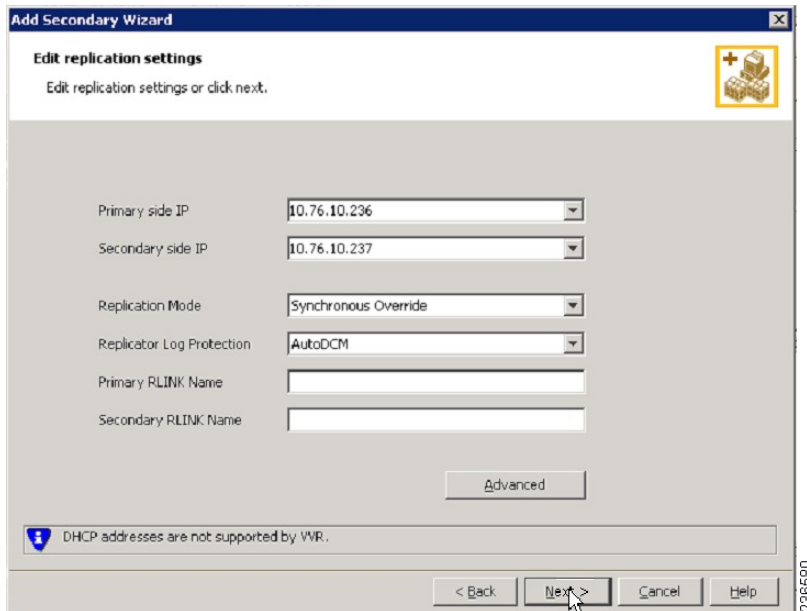 Add Secondary Wizard
Edit replication settings
Edit replication settings or click next.
Primary side IP 10.76.10.236
Secondary side IP 10.76.10.237
Replication Mode Synchronous Override
Replicator Log Protection AutoDCM
Primary RLINK Name
Secondary RLINK Name
Advanced
DHCP addresses are not supported by VVR.
< Back Next > Cancel Help